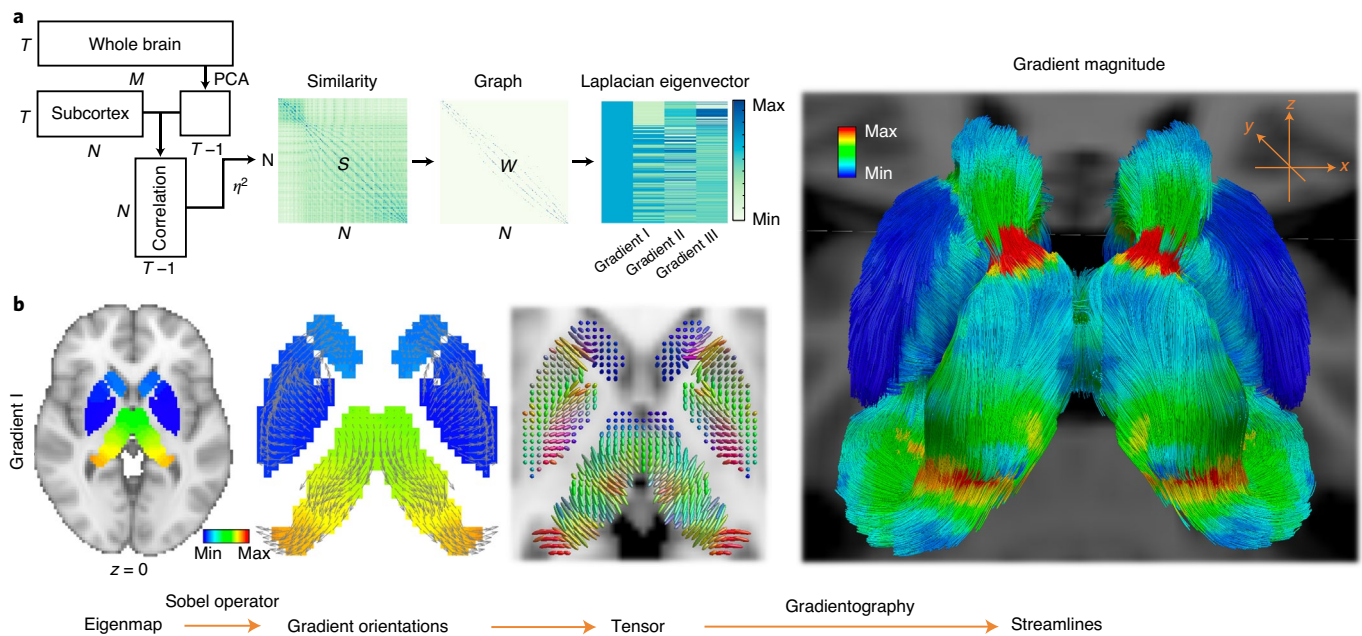 a
T
Whole brain
M
PCA
T
Subcortex
N
T –1
N
Correlation
T –1
η²
Similarity
N
S
N
Graph
W
N
Laplacian eigenvector
Max
Min
Gradient I
Gradient II
Gradient III
Gradient magnitude
Max
Min
z
y
x
b
Gradient I
Min
Max
z = 0
Sobel operator
Gradientography
Eigenmap
Gradient orientations
Tensor
Streamlines